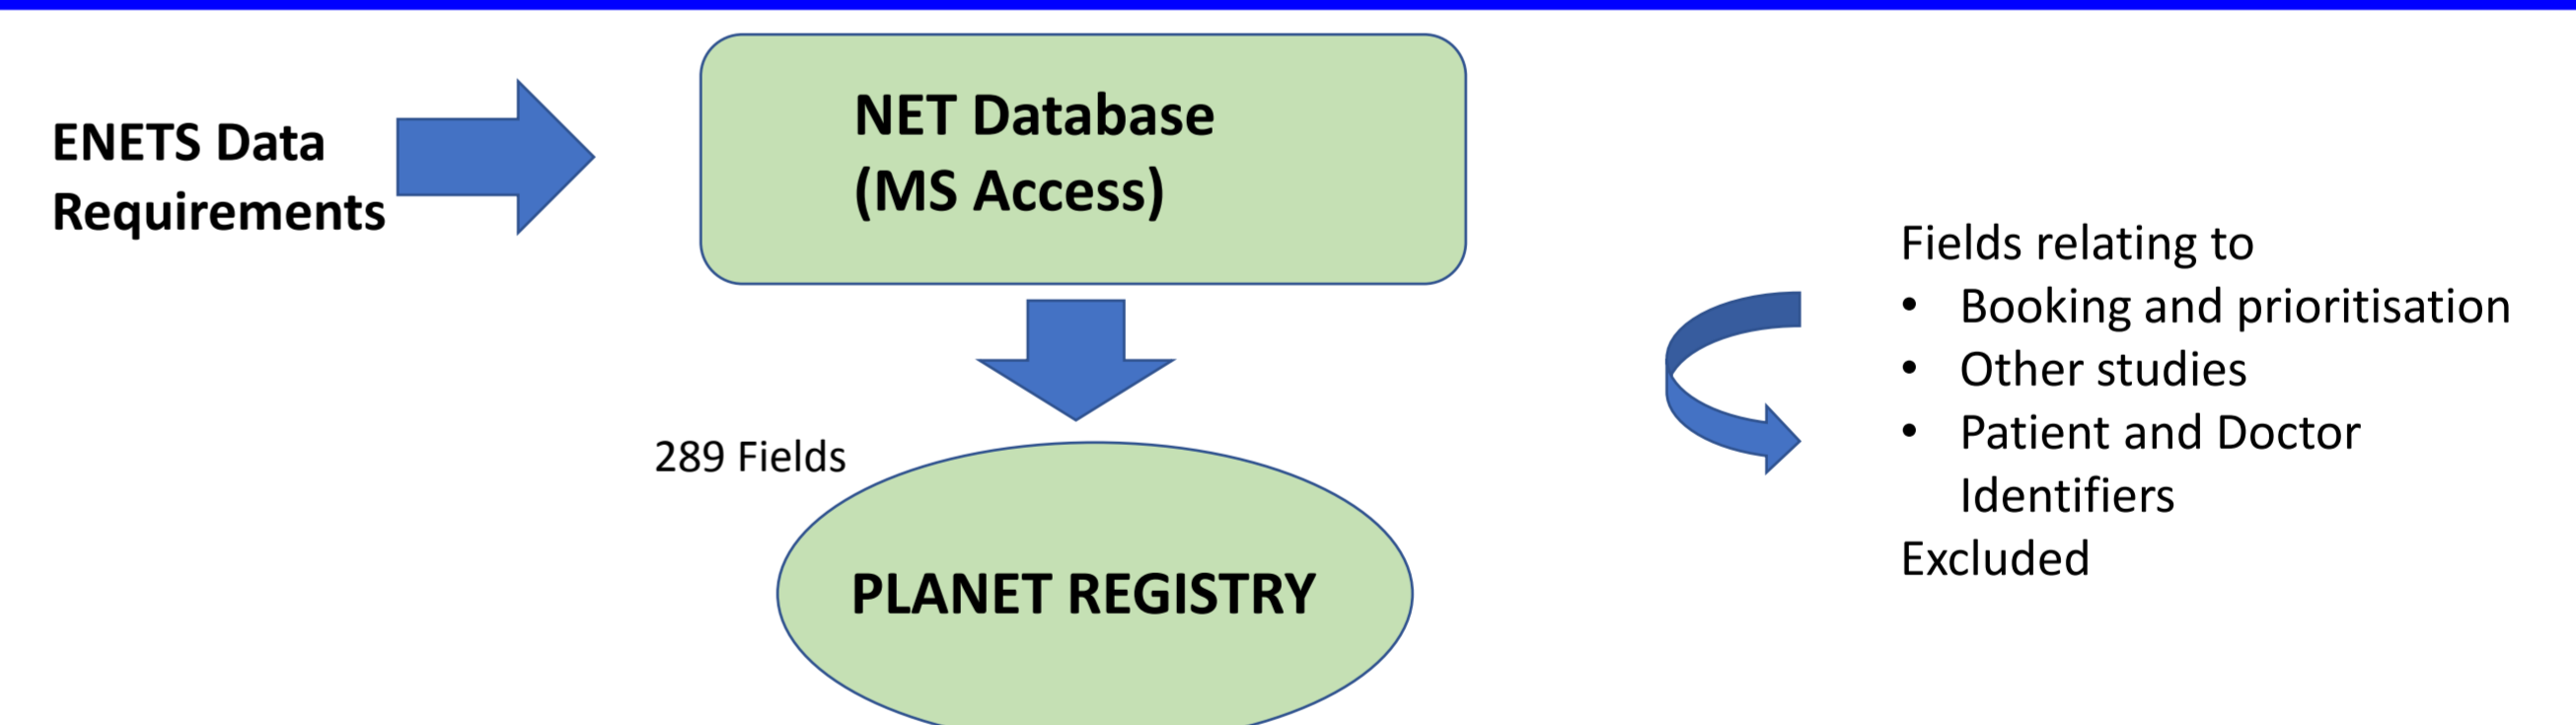 ENETS Data
Requirements
NET Database
(MS Access)
Fields relating to
• Booking and prioritisation
• Other studies
• Patient and Doctor
Identifiers
Excluded
289 Fields
PLANET REGISTRY